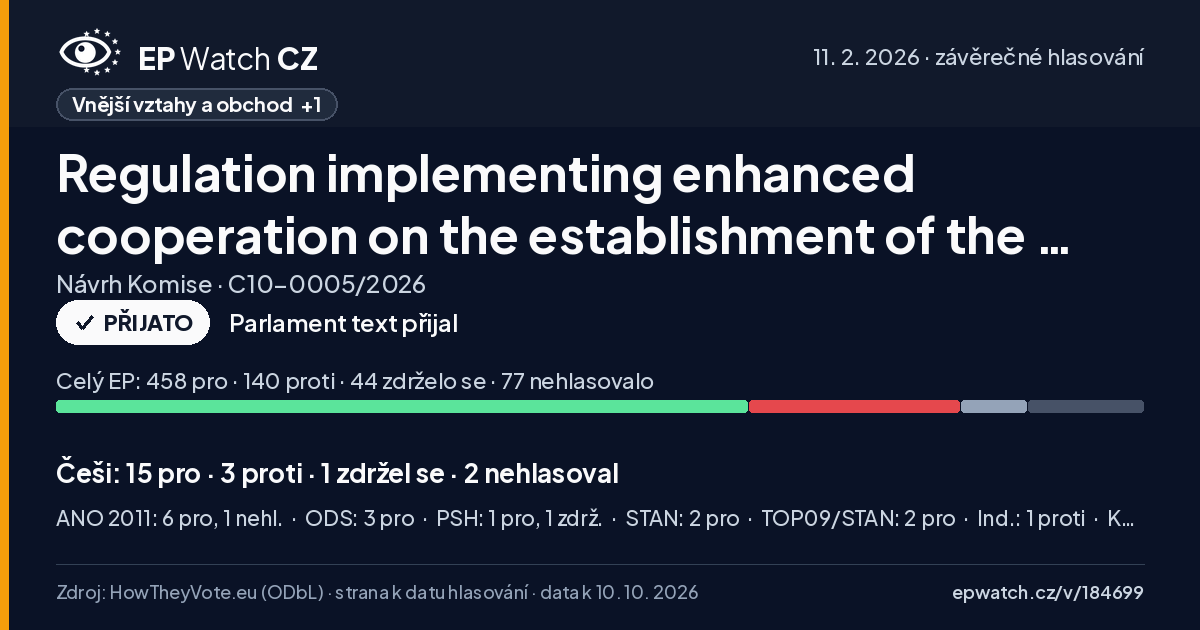 EP Watch CZ
11. 2. 2026 · závěrečné hlasování
Vnější vztahy a obchod +1
Regulation implementing enhanced
cooperation on the establishment of the ...
Návrh Komise · C10-0005/2026
✓ PŘIJATO
Parlament text přijal
Celý EP: 458 pro · 140 proti · 44 zdrželo se · 77 nehlasovalo
Češi: 15 pro · 3 proti · 1 zdržel se · 2 nehlasoval
ANO 2011: 6 pro, 1 nehl. · ODS: 3 pro · PSH: 1 pro, 1 zdrž. · STAN: 2 pro · TOP09/STAN: 2 pro · Ind.: 1 proti · K...
Zdroj: HowTheyVote.eu (ODbL) · strana k datu hlasování · data k 10. 10. 2026
epwatch.cz/v/184699